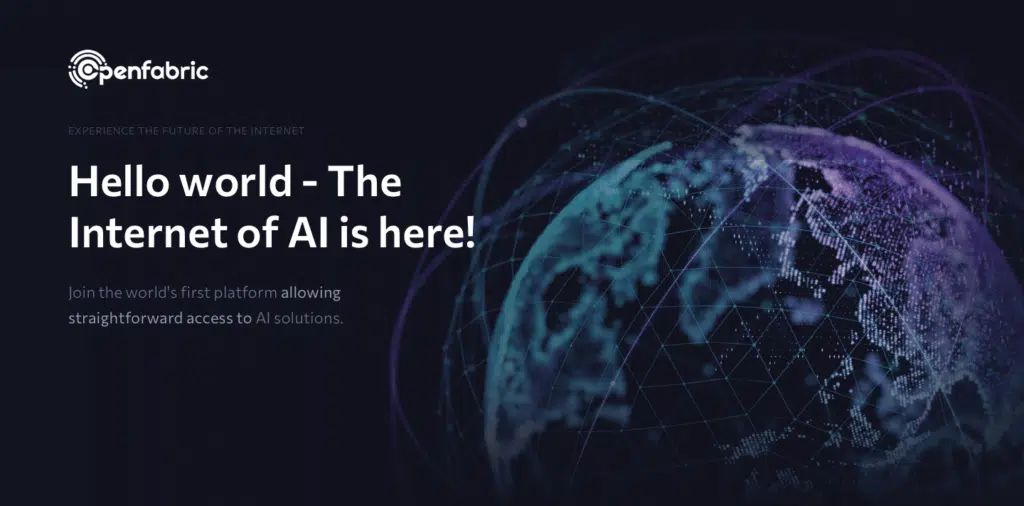 Openfabric
EXPERIENCE THE FUTURE OF THE INTERNET
Hello world - The
Internet of AI is here!
Join the world's first platform allowing
straightforward access to AI solutions.